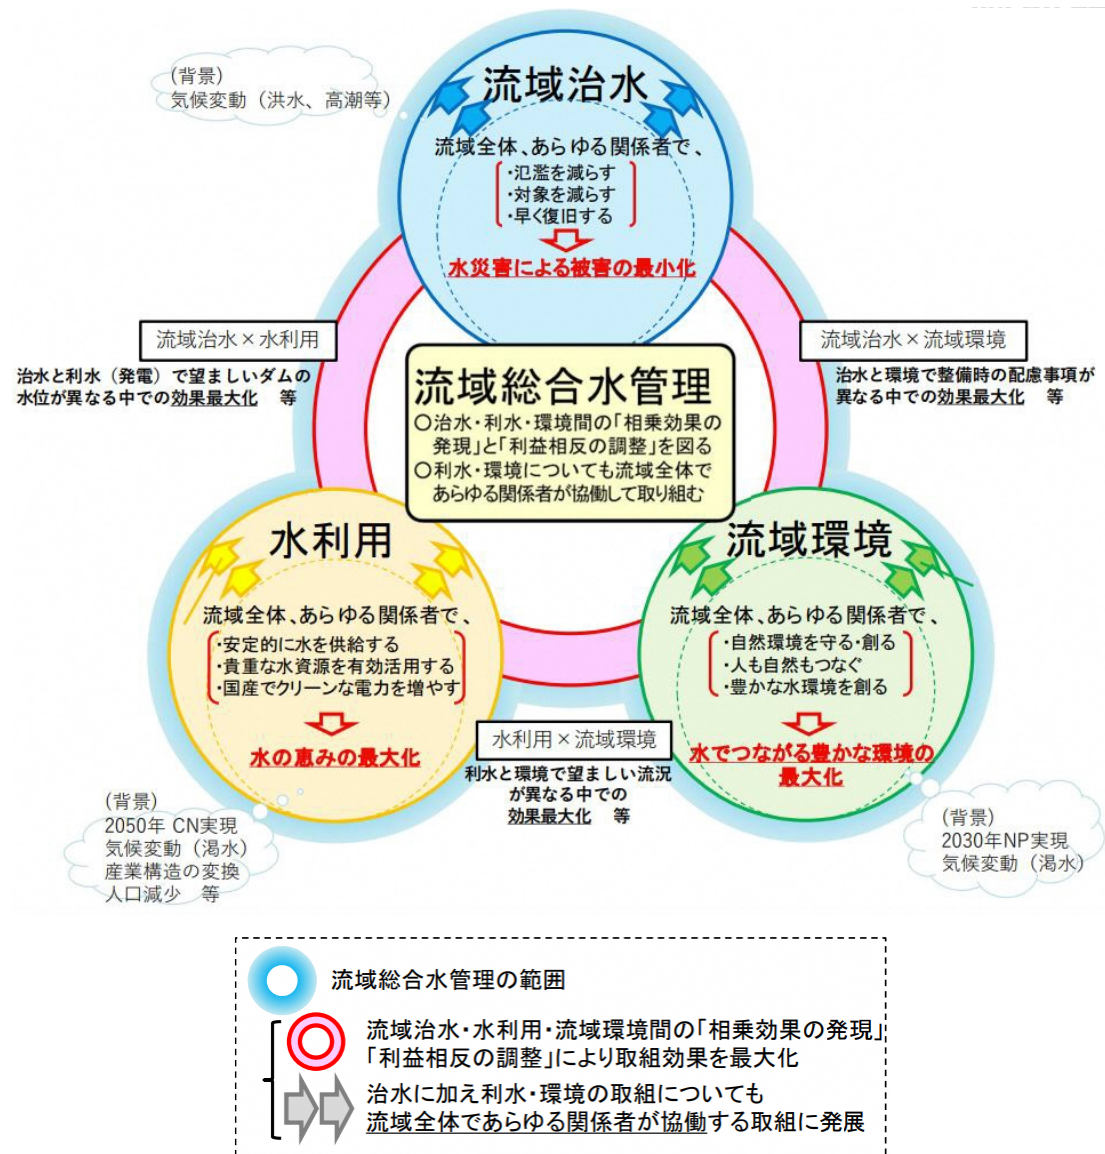 (背景)
気候変動（洪水、高潮等）
流域治水
流域全体、あらゆる関係者で、
・氾濫を減らす
・対象を減らす
・早く復旧する
水災害による被害の最小化
流域治水×水利用
治水と利水（発電）で望ましいダムの
水位が異なる中での効果最大化　等
流域治水×流域環境
治水と環境で整備時の配慮事項が
異なる中での効果最大化　等
流域総合水管理
○治水・利水・環境間の「相乗効果の
発現」と「利益相反の調整」を図る
○利水・環境についても流域全体で
あらゆる関係者が協働して取り組む
水利用
流域全体、あらゆる関係者で、
・安定的に水を供給する
・貴重な水資源を有効活用する
・国産でクリーンな電力を増やす
水の恵みの最大化
流域環境
流域全体、あらゆる関係者で、
・自然環境を守る・創る
・人も自然もつなぐ
・豊かな水環境を創る
水でつながる豊かな環境の
最大化
水利用×流域環境
利水と環境で望ましい流況
が異なる中での
効果最大化　等
(背景)
2050年 CN実現
気候変動（渇水）
産業構造の変換
人口減少　等
(背景)
2030年NP実現
気候変動（渇水）
流域総合水管理の範囲
流域治水・水利用・流域環境間の「相乗効果の発現」
「利益相反の調整」により取組効果を最大化
治水に加え利水・環境の取組についても
流域全体であらゆる関係者が協働する取組に発展